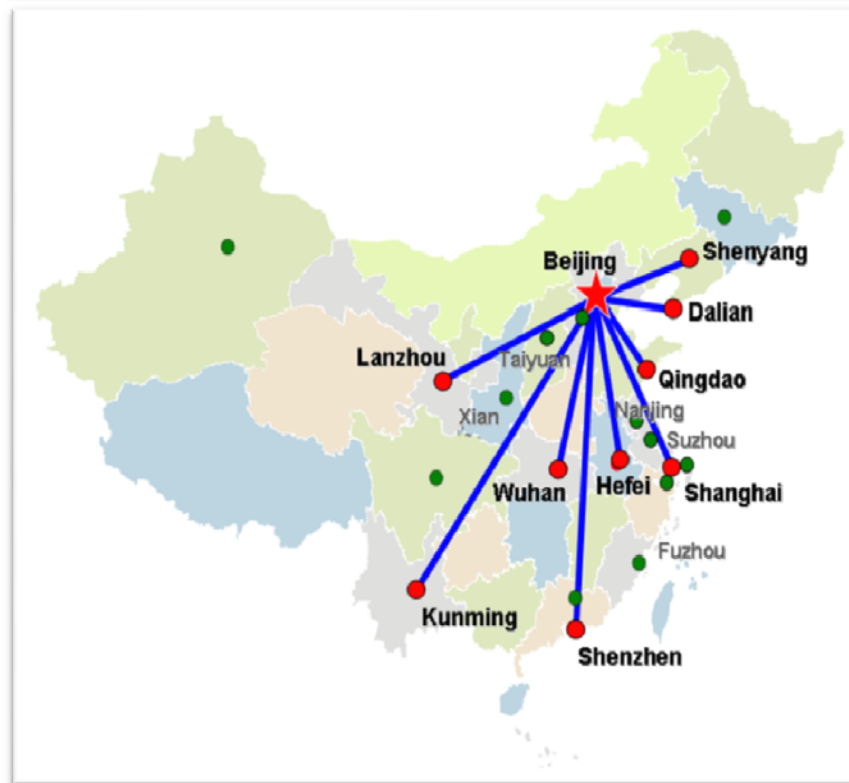 Shenyang
Beijing
Dalian
Lanzhou
Taiyuan
Qingdao
Xian
Nanjing
Suzhou
Wuhan
Hefei
Shanghai
Fuzhou
Kunming
Shenzhen